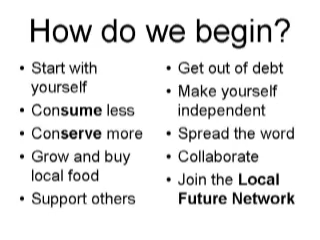 How do we begin?
• Start with
yourself
• Consume less
• Conserve more
• Grow and buy
local food
• Support others
• Get out of debt
• Make yourself
independent
• Spread the word
• Collaborate
• Join the Local
Future Network